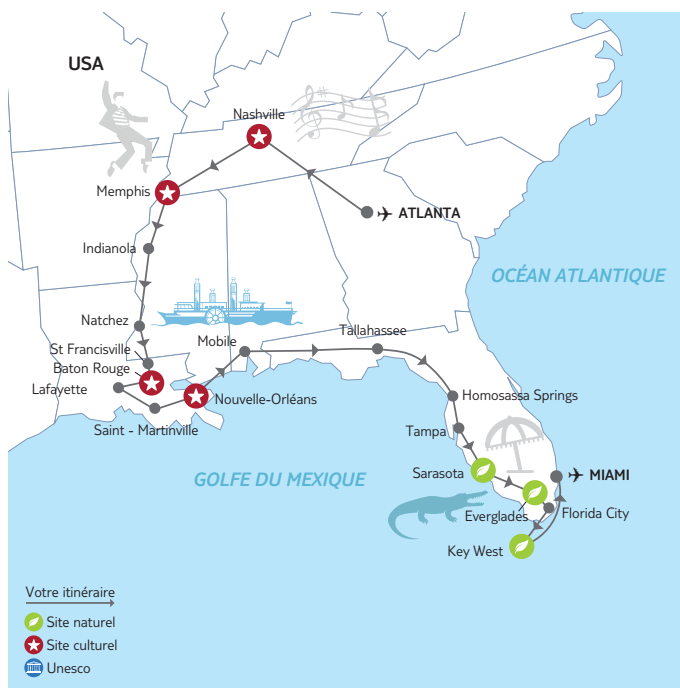 USA
Nashville
Memphis
ATLANTA
Indianola
OCÉAN ATLANTIQUE
Natchez
Tallahassee
Mobile
St Francisville
Baton Rouge
Lafayette
Homosassa Springs
Nouvelle-Orléans
Saint - Martinville
Tampa
Sarasota
GOLFE DU MEXIQUE
MIAMI
Everglades
Florida City
Key West
Votre itinéraire
Site naturel
Site culturel
Unesco